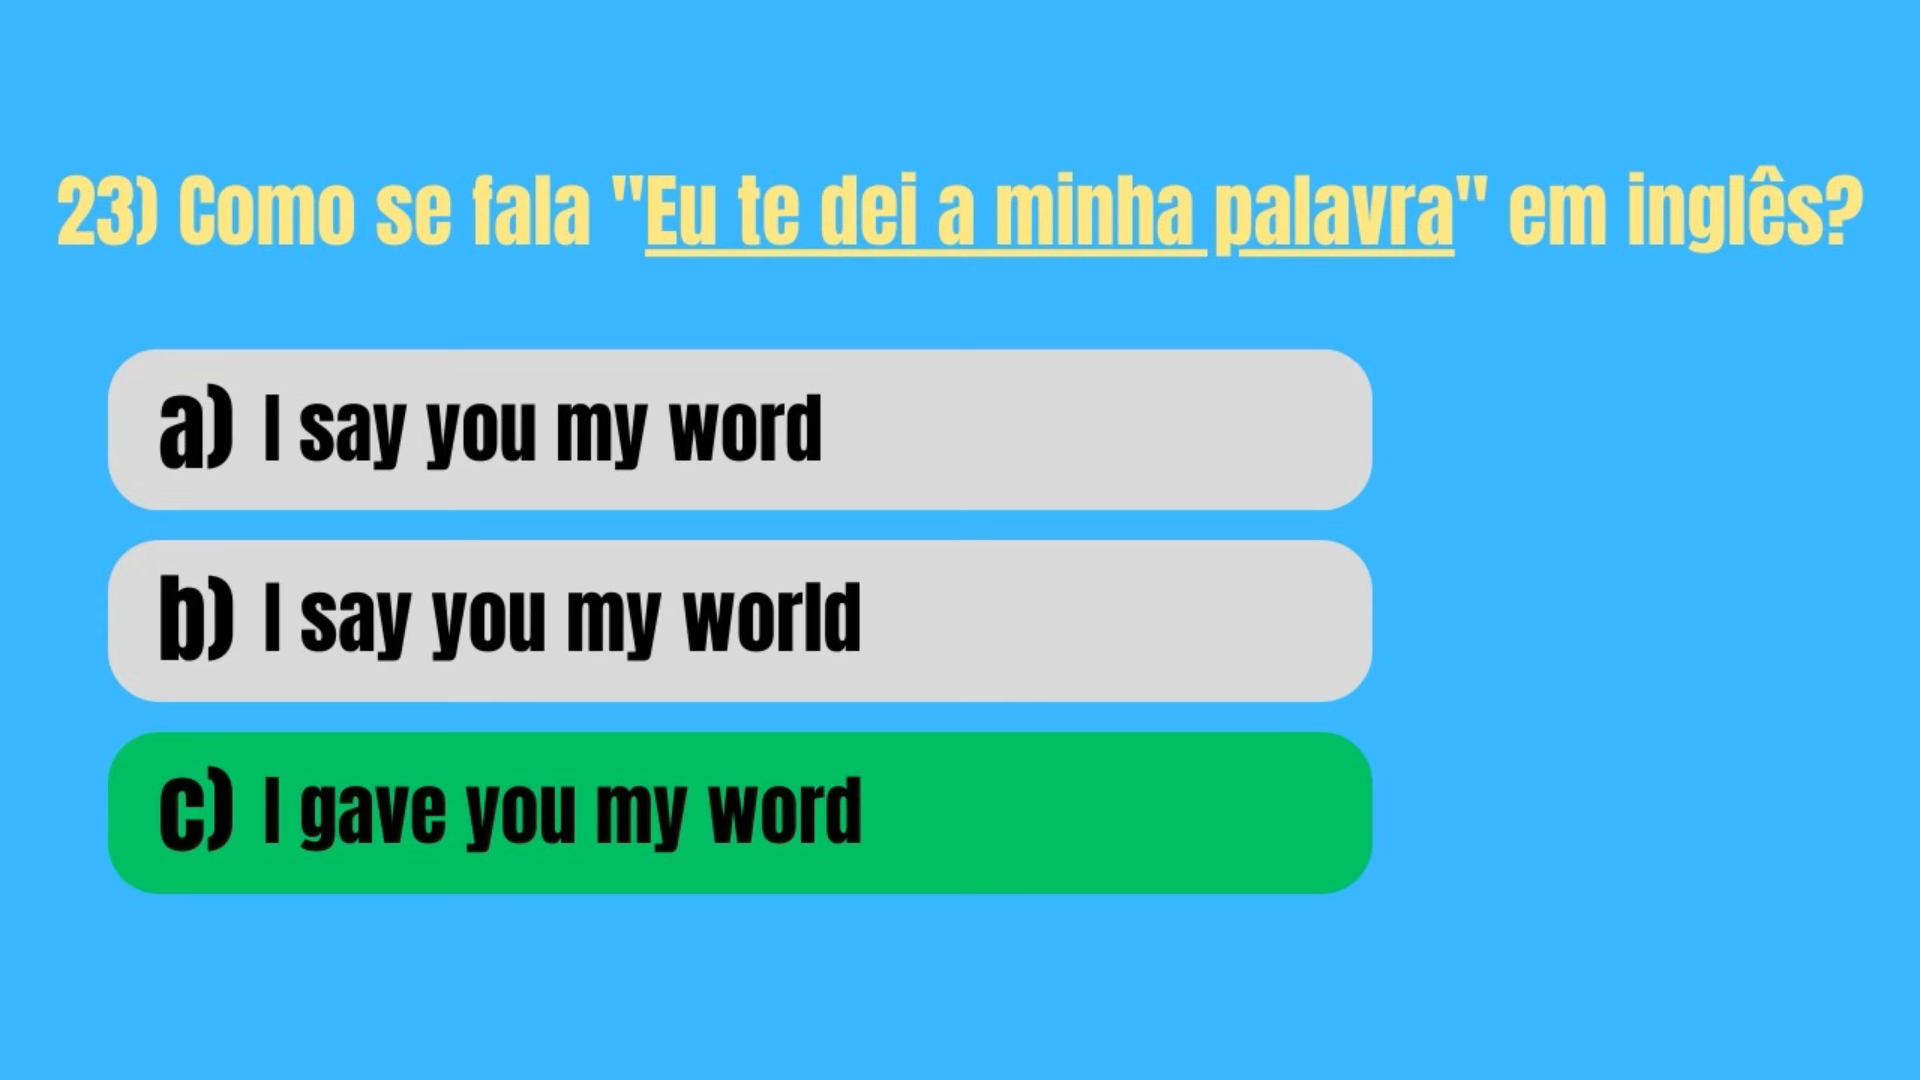 23) Como se fala "Eu te dei a minha palavra" em inglês?
a) I say you my word
b) I say you my world
c) I gave you my word